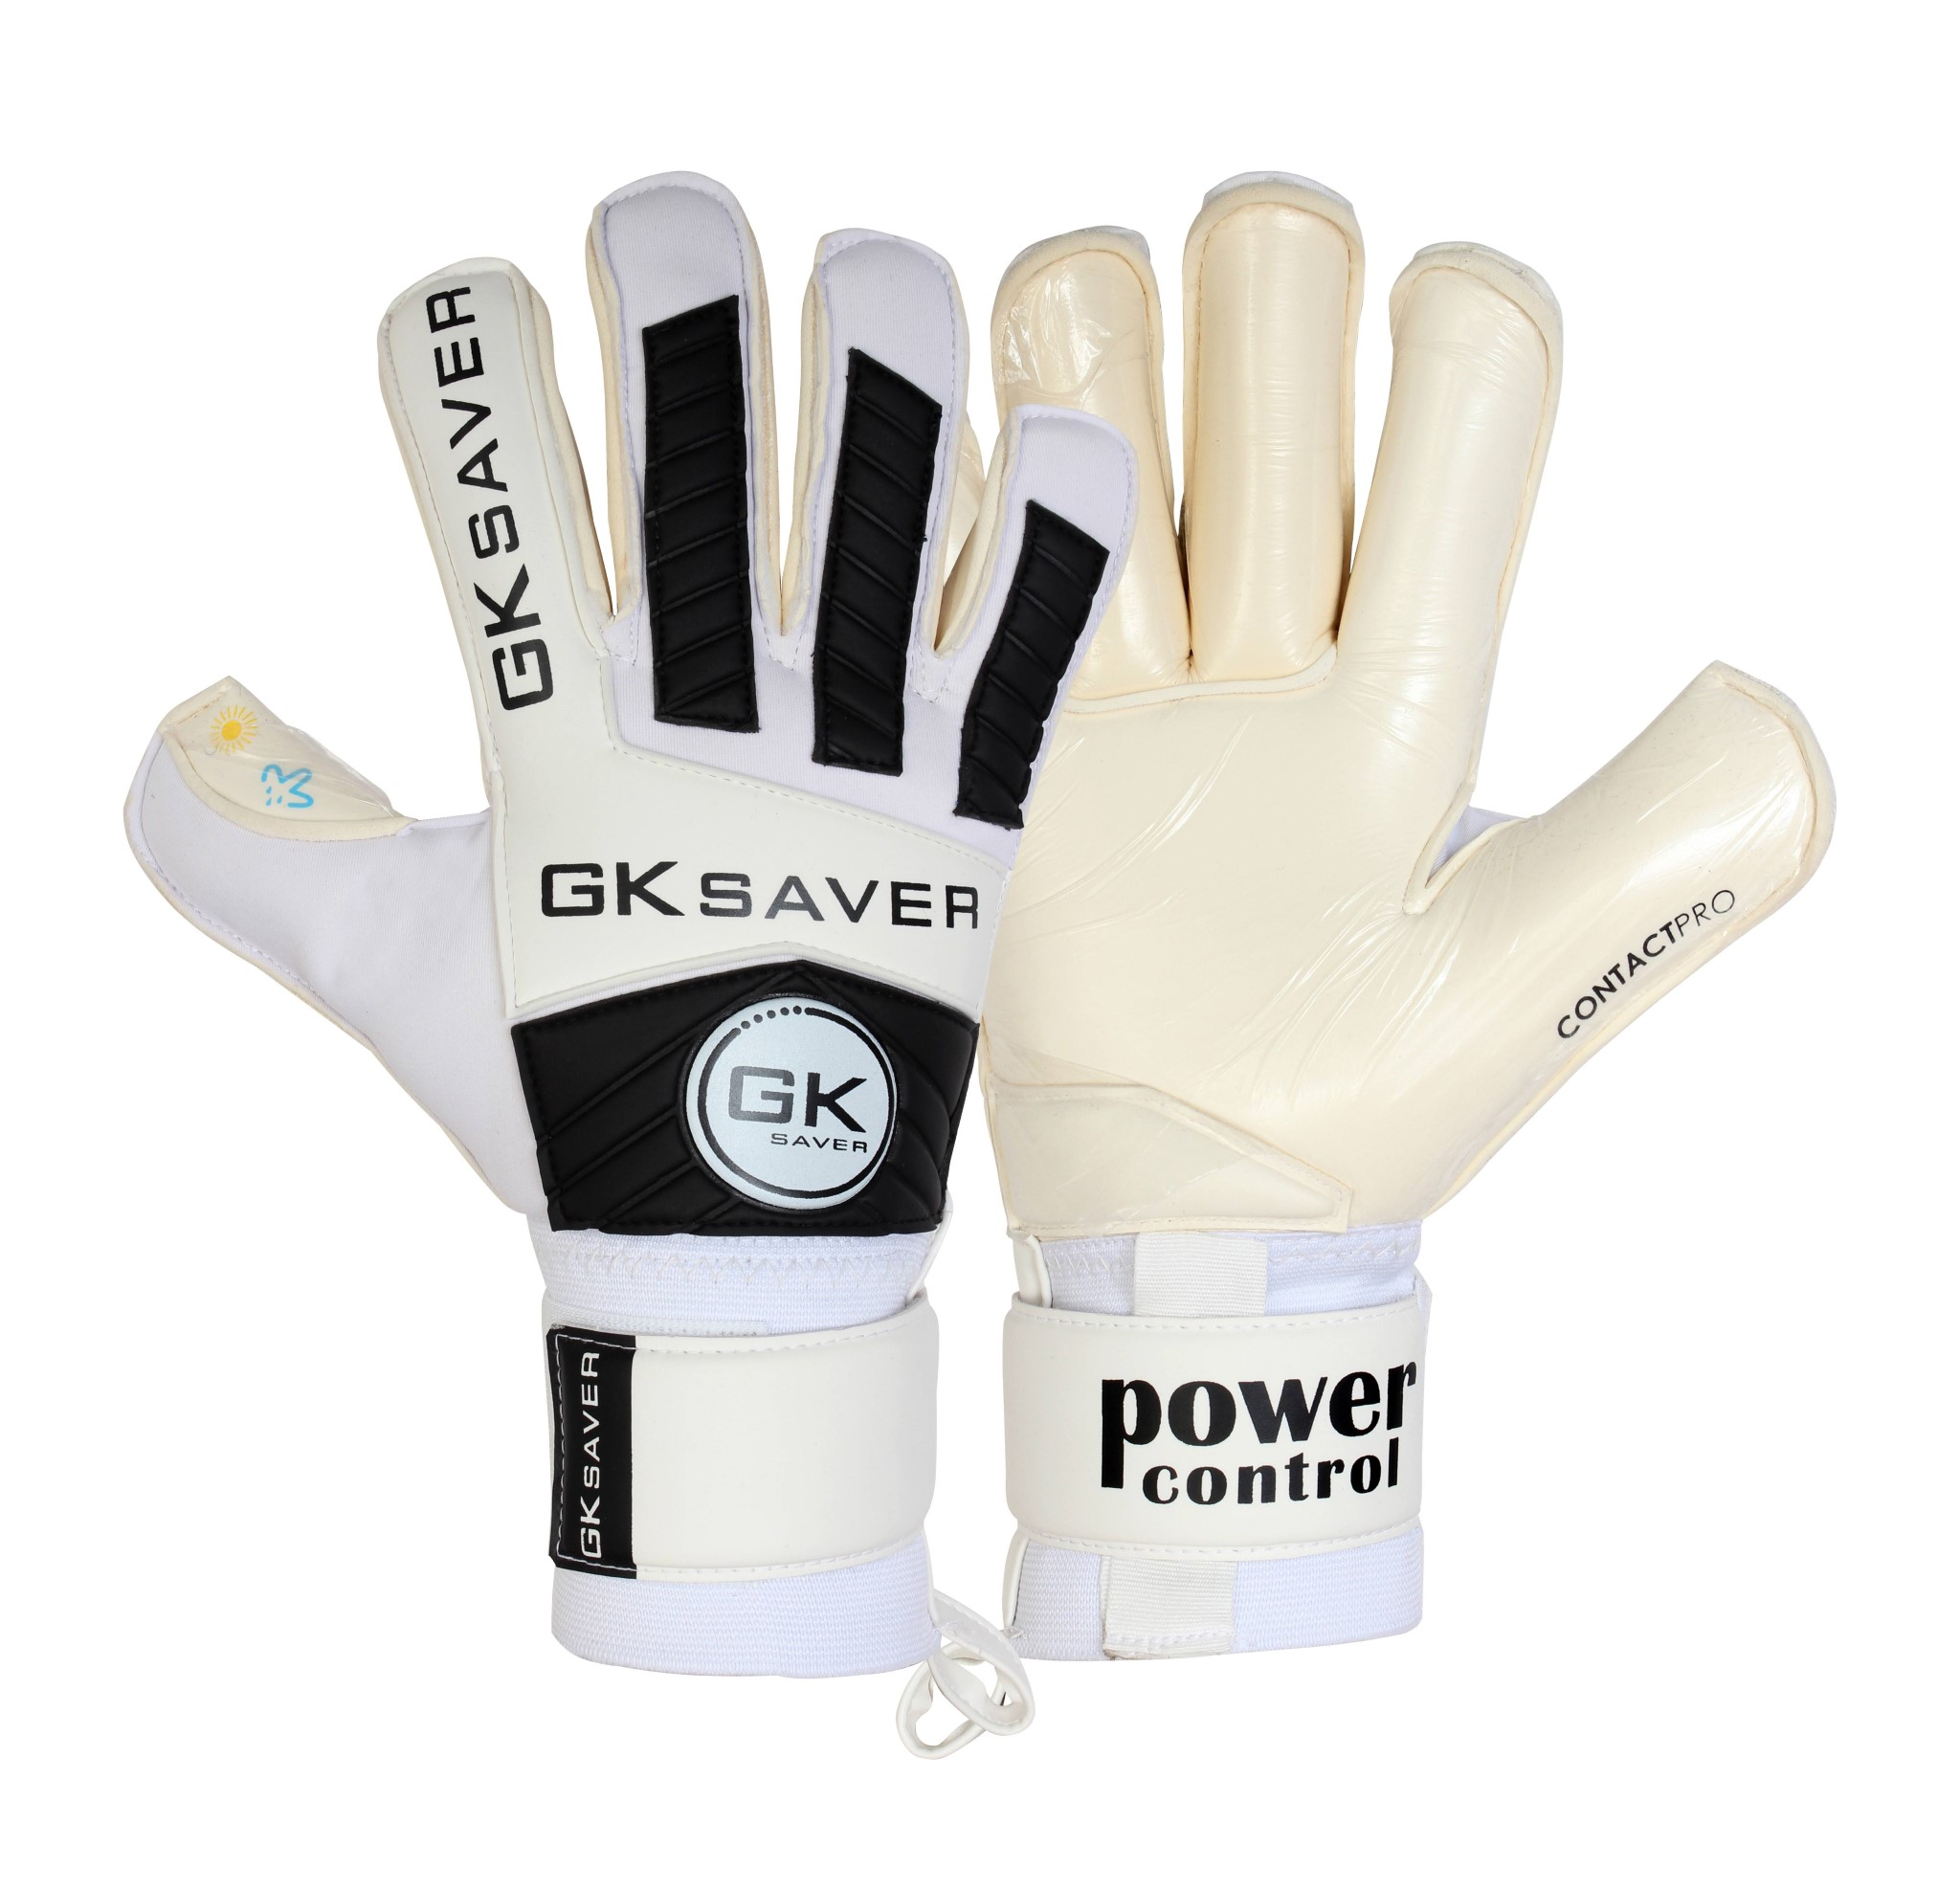 GK SAVER
GK SAVER
GK
SAVER
GK SAVER
CONTACTPRO
power
control